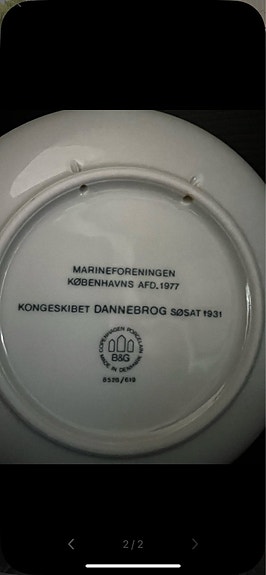 MARINEFORENINGEN
KØBENHAVNS AFD. 1977
KONGESKIBET DANNEBROG SØSAT 1931
COPENHAGEN PORCELAIN
B&G
MADE IN DENMARK
2/2